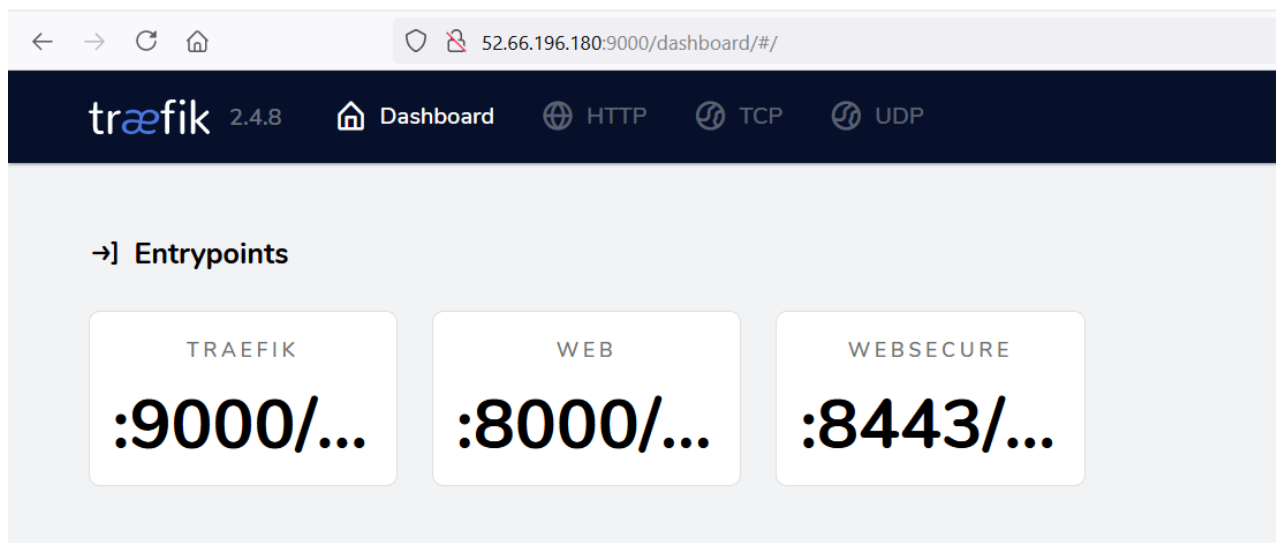 52.66.196.180:9000/dashboard/#/
træfik 2.4.8 Dashboard HTTP TCP UDP
Entrypoints
TRAEFIK WEB WEBSECURE
:9000/... :8000/... :8443/...